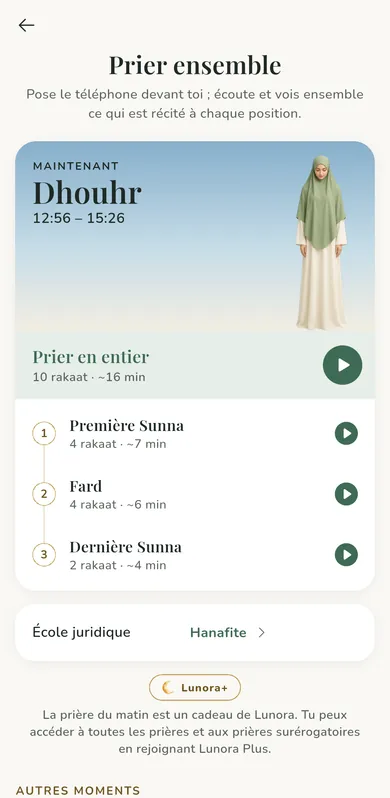 Prier ensemble
Pose le téléphone devant toi ; écoute et vois ensemble
ce qui est récité à chaque position.
MAINTENANT
Dhouhr
12:56 – 15:26
Prier en entier
10 rakaat · ~16 min
1
Première Sunna
4 rakaat · ~7 min
2
Fard
4 rakaat · ~6 min
3
Dernière Sunna
2 rakaat · ~4 min
École juridique
Hanafite
Lunora+
La prière du matin est un cadeau de Lunora. Tu peux
accéder à toutes les prières et aux prières surérogatoires
en rejoignant Lunora Plus.
AUTRES MOMENTS